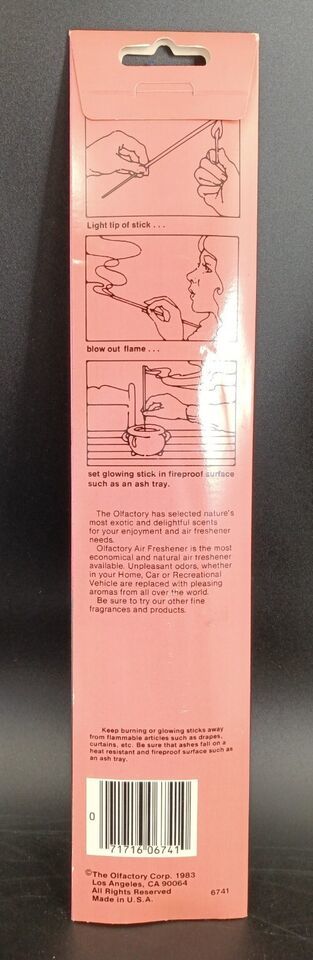 Light tip of stick . . .
blow out flame . . .
set glowing stick in fireproof surface
such as an ash tray.
The Olfactory has selected nature's
most exotic and delightful scents
for your enjoyment and air freshener
needs.
Olfactory Air Freshener is the most
economical and natural air freshener
available. Unpleasant odors, whether
in your Home, Car or Recreational
Vehicle are replaced with pleasing
aromas from all over the world.
Be sure to try our other fine
fragrances and products.
Keep burning or glowing sticks away
from flammable articles such as drapes,
curtains, etc. Be sure that ashes fall on a
heat resistant and fireproof surface such as
an ash tray.
0 71716 06741
©The Olfactory Corp. 1983
Los Angeles, CA 90064
All Rights Reserved
Made in U.S.A. 6741